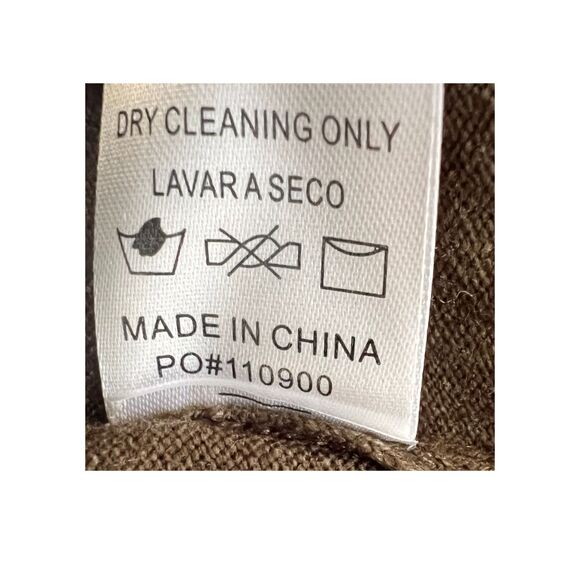 DRY CLEANING ONLY
LAVAR A SECO
MADE IN CHINA
PO#110900